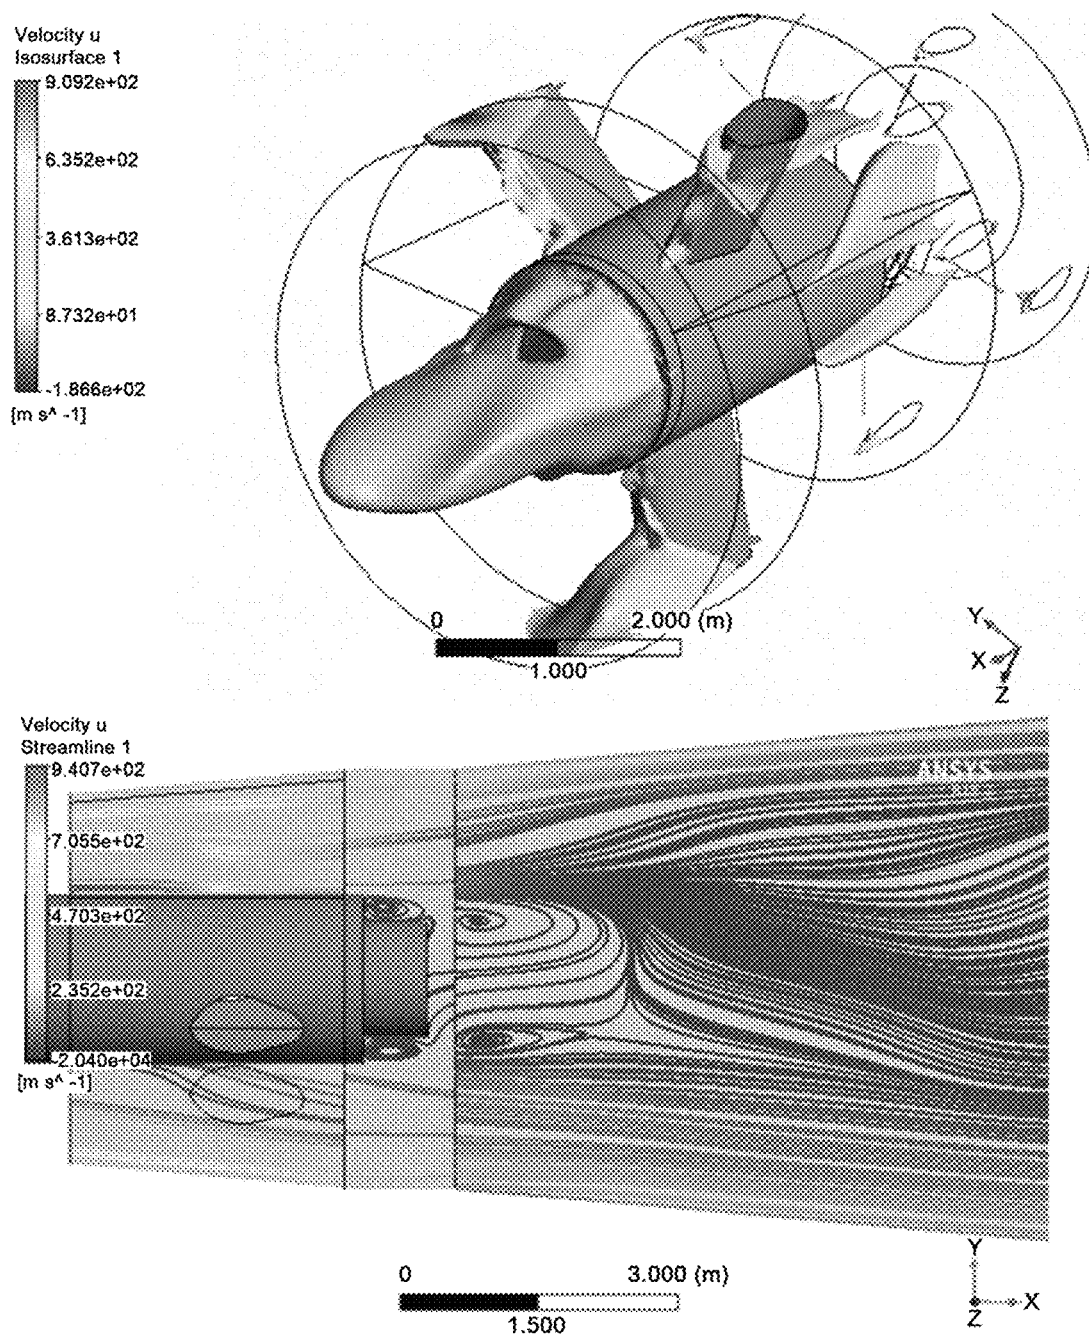 Velocity u
Isosurface 1
9.092e+02
6.352e+02
3.613e+02
8.732e+01
-1.866e+02
[m s^ -1]
0 2.000 (m)
1.000
Y
X
Z
Velocity u
Streamline 1
9.407e+02
7.055e+02
4.703e+02
2.352e+02
-2.040e+04
[m s^ -1]
ANSYS
0 3.000 (m)
1.500
Y
X
Z